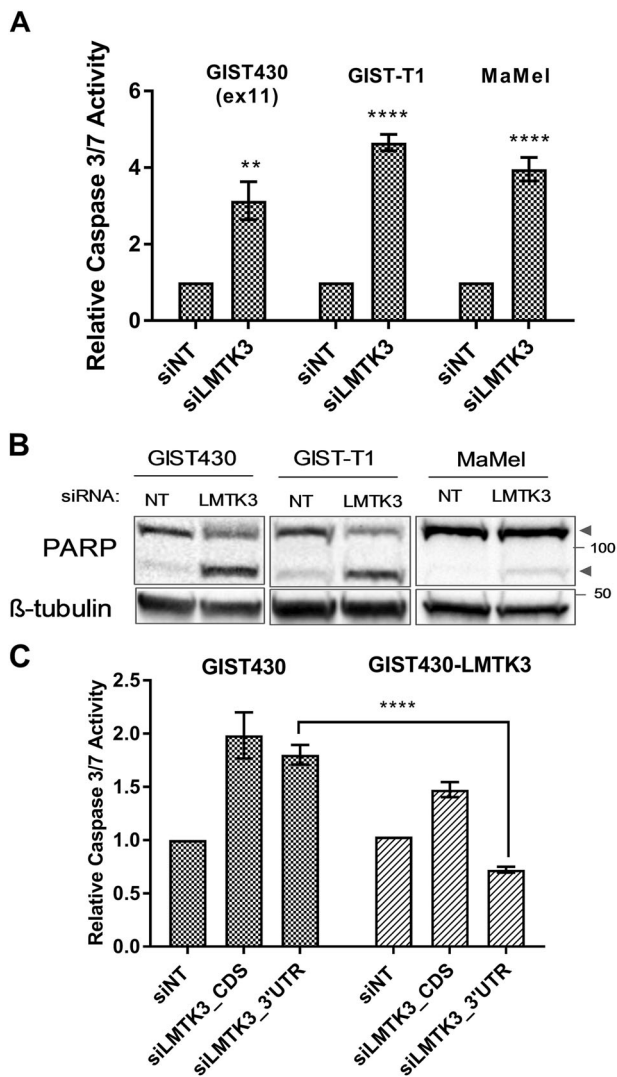 A
GIST430
(ex11)
GIST-T1
MaMel
Relative Caspase 3/7 Activity
6
4
2
0
**
****
****
siNT
siLMTK3
siNT
siLMTK3
siNT
siLMTK3
B
GIST430
GIST-T1
MaMel
siRNA:
NT
LMTK3
NT
LMTK3
NT
LMTK3
PARP
100
ß-tubulin
50
C
GIST430
GIST430-LMTK3
Relative Caspase 3/7 Activity
2.5
2.0
1.5
1.0
0.5
0.0
****
siNT
siLMTK3_CDS
siLMTK3_3'UTR
siNT
siLMTK3_CDS
siLMTK3_3'UTR